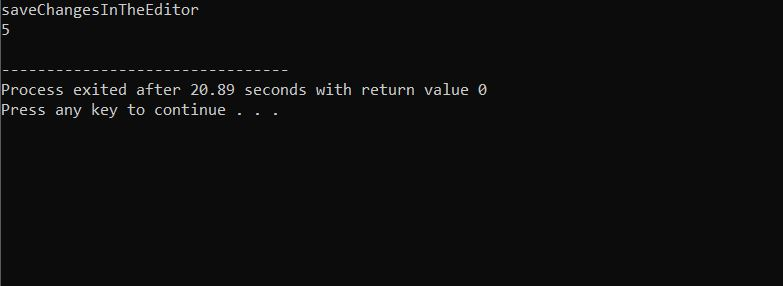 saveChangesInTheEditor
5
--------------------------------
Process exited after 20.89 seconds with return value 0
Press any key to continue . . .